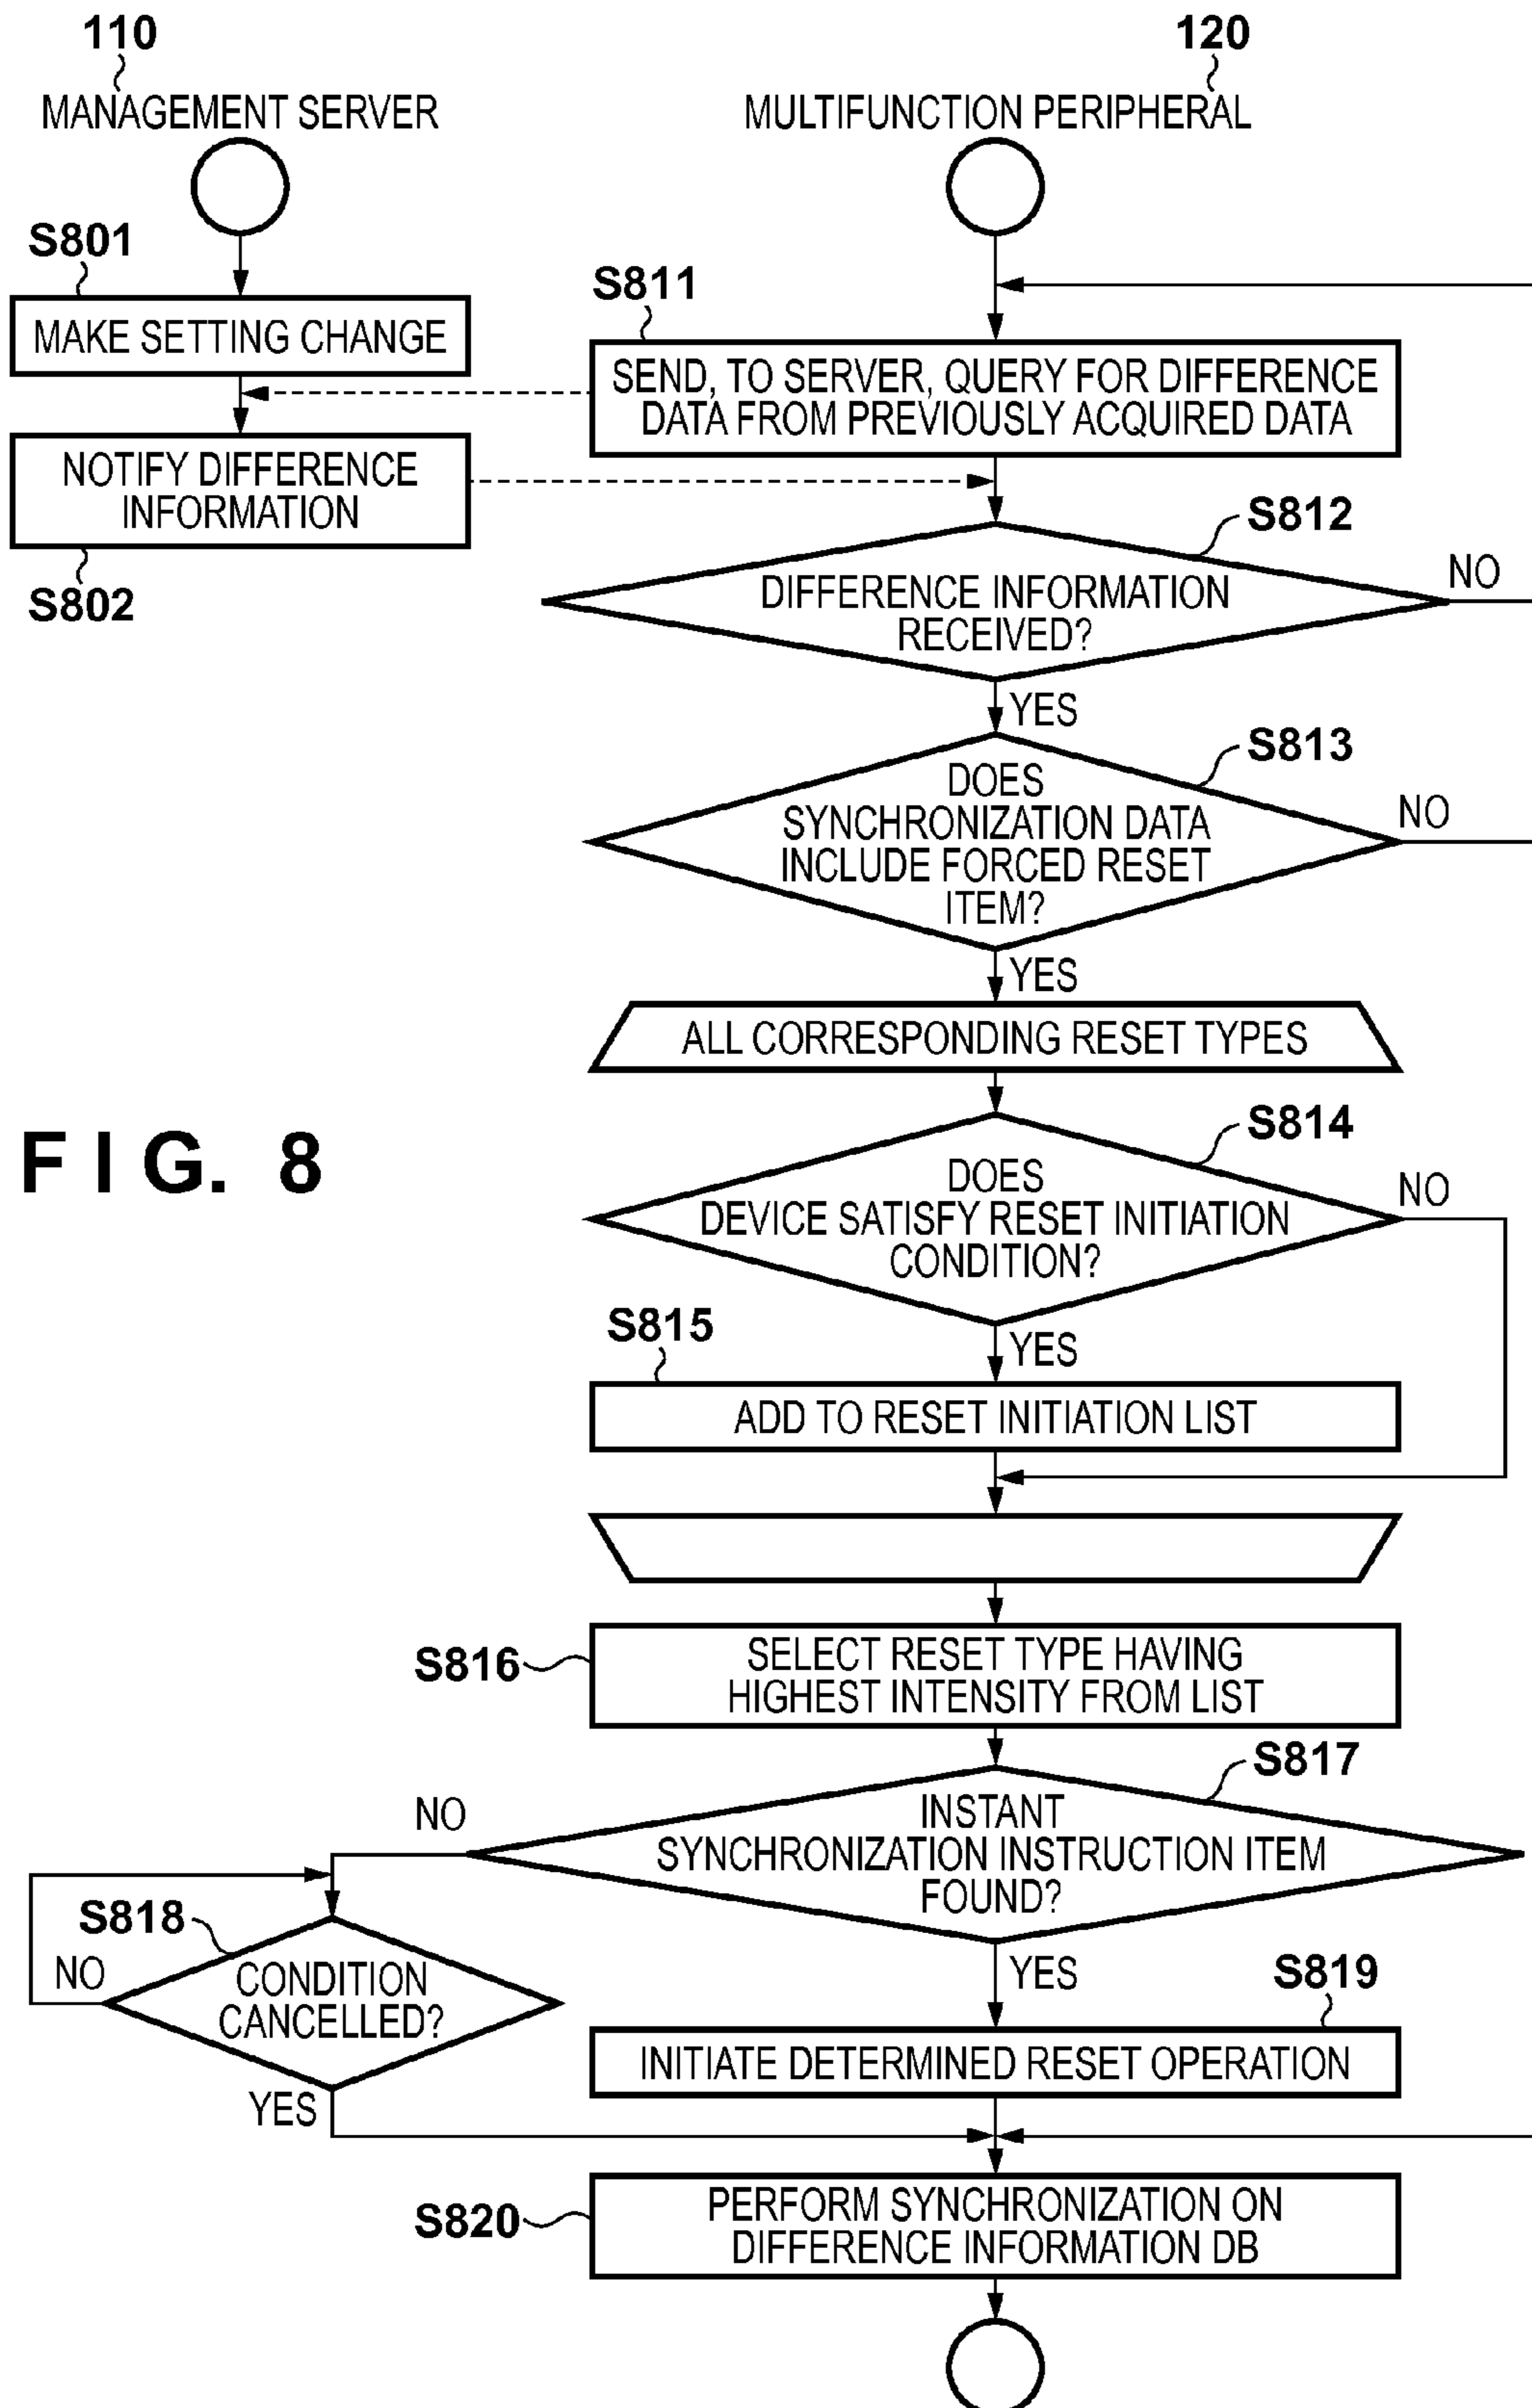 110
MANAGEMENT SERVER
120
MULTIFUNCTION PERIPHERAL
S801
MAKE SETTING CHANGE
S811
SEND, TO SERVER, QUERY FOR DIFFERENCE
DATA FROM PREVIOUSLY ACQUIRED DATA
NOTIFY DIFFERENCE
INFORMATION
S802
S812
DIFFERENCE INFORMATION
RECEIVED?
NO
YES
S813
DOES
SYNCHRONIZATION DATA
INCLUDE FORCED RESET
ITEM?
NO
YES
ALL CORRESPONDING RESET TYPES
FIG. 8
S814
DOES
DEVICE SATISFY RESET INITIATION
CONDITION?
NO
YES
S815
ADD TO RESET INITIATION LIST
S816
SELECT RESET TYPE HAVING
HIGHEST INTENSITY FROM LIST
S817
INSTANT
SYNCHRONIZATION INSTRUCTION ITEM
FOUND?
NO
YES
S818
CONDITION
CANCELLED?
NO
YES
S819
INITIATE DETERMINED RESET OPERATION
S820
PERFORM SYNCHRONIZATION ON
DIFFERENCE INFORMATION DB